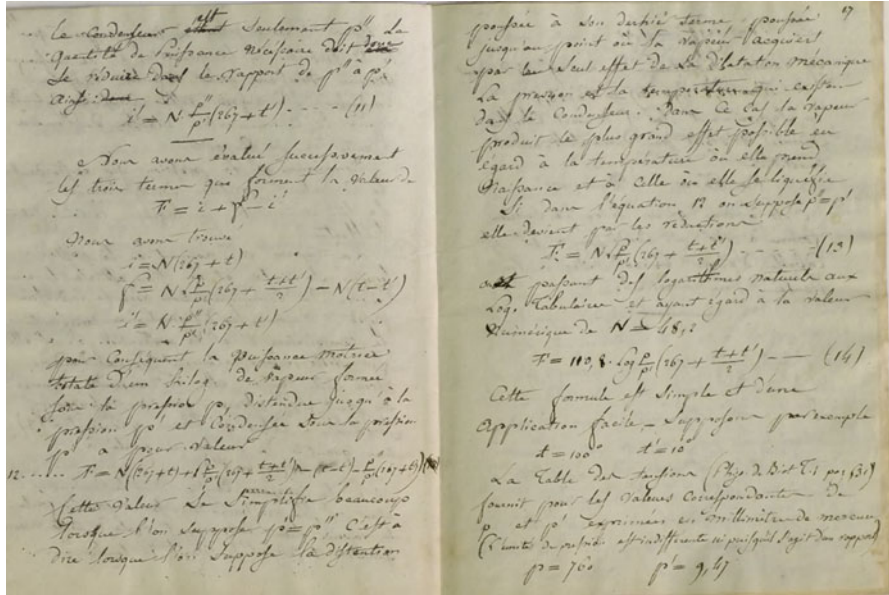 le Condenseur est seulement p'' la
quantité de puissance nécessaire doit
se réduire dans le rapport de p'' à p'
ainsi
i' = N p''/p' (267 + t') - - - - (11)
Nous avons évalué successivement
les trois termes que forment la valeur de
F = i + f - i'
Nous avons trouvé
i = N(267 + t)
f = N l p/p' (267 + (t+t')/2) - N(t - t')
i' = N p''/p' (267 + t')
par Conséquent la puissance motrice
totale d'un kilog. de vapeur formée
sous la pression p, distendue jusqu'à la
pression p' et Condensée sous la pression
p'' a pour valeur
12 ..... F = N(267+t) + l p/p' (267 + (t+t')/2) - (t-t') - p''/p' (267+t')
Cette valeur se simplifie beaucoup
lorsque l'on suppose p' = p'' C'est à
dire lorsque l'on suppose la distention
17
poussée à son dernier terme, poussée
jusqu'au point où la vapeur acquiert
par le seul effet de la dilatation mécanique
la pression et la température qui existent
dans le condenseur. Dans ce cas la vapeur
produit le plus grand effet possible eu
égard à la température où elle prend
naissance et à celle où elle se liquéfie
Si dans l'equation 12 on suppose p'' = p'
elle devient par les réductions
F = N l p/p' (267 + (t+t')/2) - - - - (13)
et passant des logarithmes naturels aux
Log. tabulaires et ayant égard à la valeur
Numérique de N = 48,2
F = 110,8 . log p/p' (267 + (t+t')/2) - - - (14)
Cette formule est simple et d'une
application facile - Supposons par exemple
t = 100° t' = 10°
La Table des tensions (Phys. de Biot T.1 pag 531)
fournit pour les valeurs correspondantes de
p et p' exprimées en millimètres de mercure
(l'unité de pression est indifférente ici puisqu'il s'agit d'un rapport)
p = 760 p' = 9,47